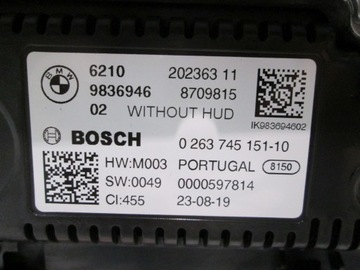 BMW
6210 202363 11
9836946 8709815
02 WITHOUT HUD
IK983694602
BOSCH 0 263 745 151-10
HW:M003 PORTUGAL 8150
SW:0049 0000597814
CI:455 23-08-19